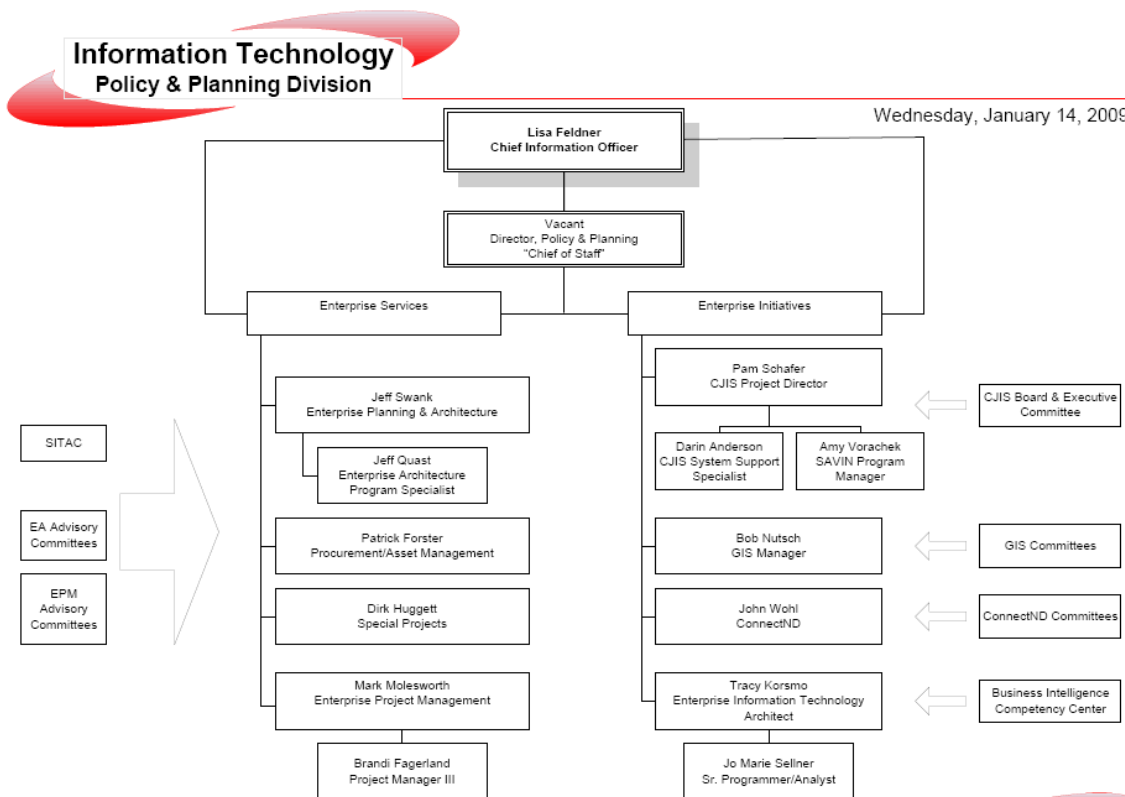 Information Technology
Policy & Planning Division
Wednesday, January 14, 2009
Lisa Feldner
Chief Information Officer
Vacant
Director, Policy & Planning
"Chief of Staff"
Enterprise Services
Enterprise Initiatives
Jeff Swank
Enterprise Planning & Architecture
Jeff Quast
Enterprise Architecture
Program Specialist
Patrick Forster
Procurement/Asset Management
Dirk Huggett
Special Projects
Mark Molesworth
Enterprise Project Management
Brandi Fagerland
Project Manager III
SITAC
EA Advisory
Committees
EPM
Advisory
Committees
Pam Schafer
CJIS Project Director
Darin Anderson
CJIS System Support
Specialist
Amy Vorachek
SAVIN Program
Manager
Bob Nutsch
GIS Manager
John Wohl
ConnectND
Tracy Korsmo
Enterprise Information Technology
Architect
Jo Marie Sellner
Sr. Programmer/Analyst
CJIS Board & Executive
Committee
GIS Committees
ConnectND Committees
Business Intelligence
Competency Center